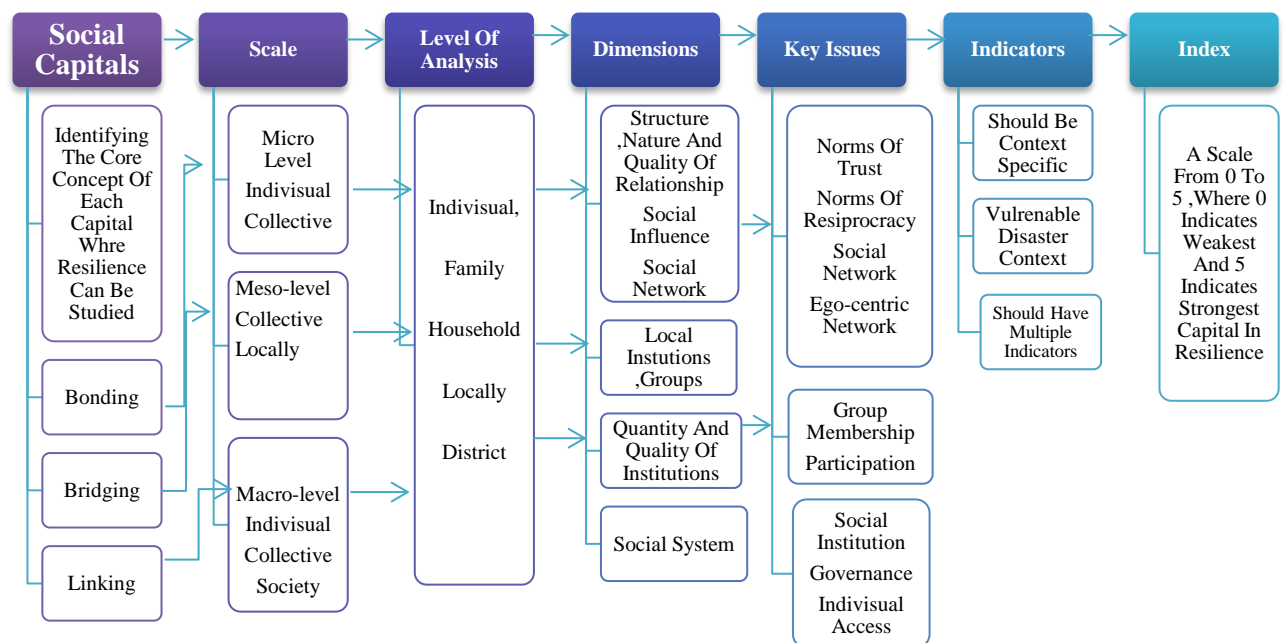 Social
Capitals
Scale
Level Of
Analysis
Dimensions
Key Issues
Indicators
Index
Identifying
The Core
Concept Of
Each
Capital
Whre
Resilience
Can Be
Studied
Bonding
Bridging
Linking
Micro
Level
Indivisual
Collective
Meso-level
Collective
Locally
Macro-level
Indivisual
Collective
Society
Indivisual,
Family
Household
Locally
District
Structure
,Nature And
Quality Of
Relationship
Social
Influence
Social
Network
Local
Instutions
,Groups
Quantity And
Quality Of
Institutions
Social System
Norms Of
Trust
Norms Of
Resiprocracy
Social
Network
Ego-centric
Network
Group
Membership
Participation
Social
Institution
Governance
Indivisual
Access
Should Be
Context
Specific
Vulrenable
Disaster
Context
Should Have
Multiple
Indicators
A Scale
From 0 To
5 ,Where 0
Indicates
Weakest
And 5
Indicates
Strongest
Capital In
Resilience